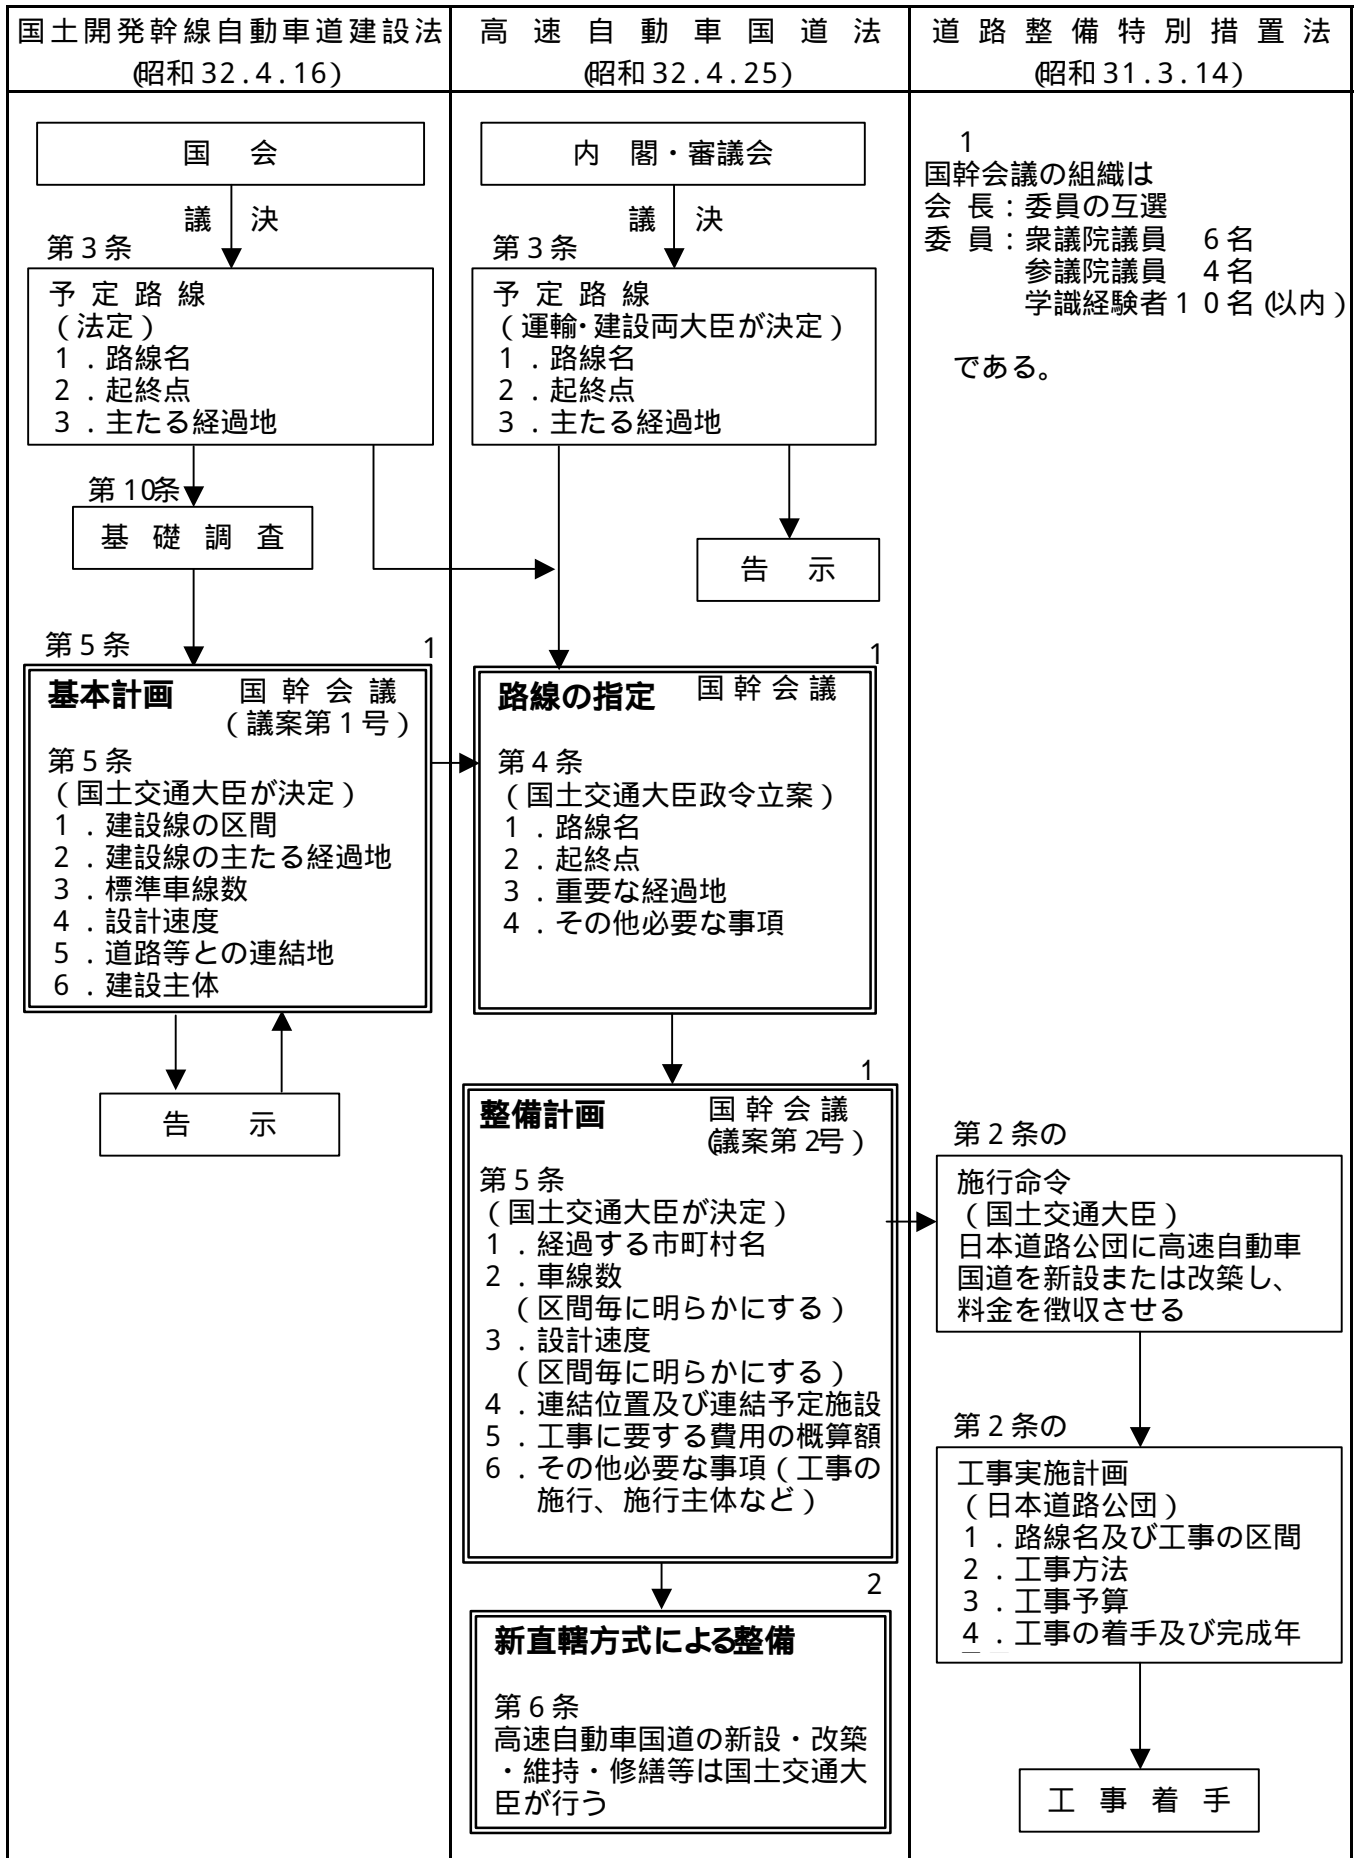 国土開発幹線自動車道建設法
(昭和32.4.16)
国 会
議 決
第3条
予定路線
(法定)
1.路線名
2.起終点
3.主たる経過地
第10条
基礎調査
第5条
1
基本計画 国幹会議
(議案第1号)
第5条
(国土交通大臣が決定)
1.建設線の区間
2.建設線の主たる経過地
3.標準車線数
4.設計速度
5.道路等との連結地
6.建設主体
告 示
高速自動車国道法
(昭和32.4.25)
内 閣・審議会
議 決
第3条
予定路線
(運輸・建設両大臣が決定)
1.路線名
2.起終点
3.主たる経過地
告 示
1
路線の指定 国幹会議
第4条
(国土交通大臣政令立案)
1.路線名
2.起終点
3.重要な経過地
4.その他必要な事項
1
整備計画 国幹会議
(議案第2号)
第5条
(国土交通大臣が決定)
1.経過する市町村名
2.車線数
(区間毎に明らかにする)
3.設計速度
(区間毎に明らかにする)
4.連結位置及び連結予定施設
5.工事に要する費用の概算額
6.その他必要な事項(工事の
施行、施行主体など)
2
新直轄方式による整備
第6条
高速自動車国道の新設・改築
・維持・修繕等は国土交通大
臣が行う
道路整備特別措置法
(昭和31.3.14)
1
国幹会議の組織は
会 長:委員の互選
委 員:衆議院議員 6名
参議院議員 4名
学識経験者10名(以内)
である。
第2条の
施行命令
(国土交通大臣)
日本道路公団に高速自動車
国道を新設または改築し、
料金を徴収させる
第2条の
工事実施計画
(日本道路公団)
1.路線名及び工事の区間
2.工事方法
3.工事予算
4.工事の着手及び完成年
工事着手